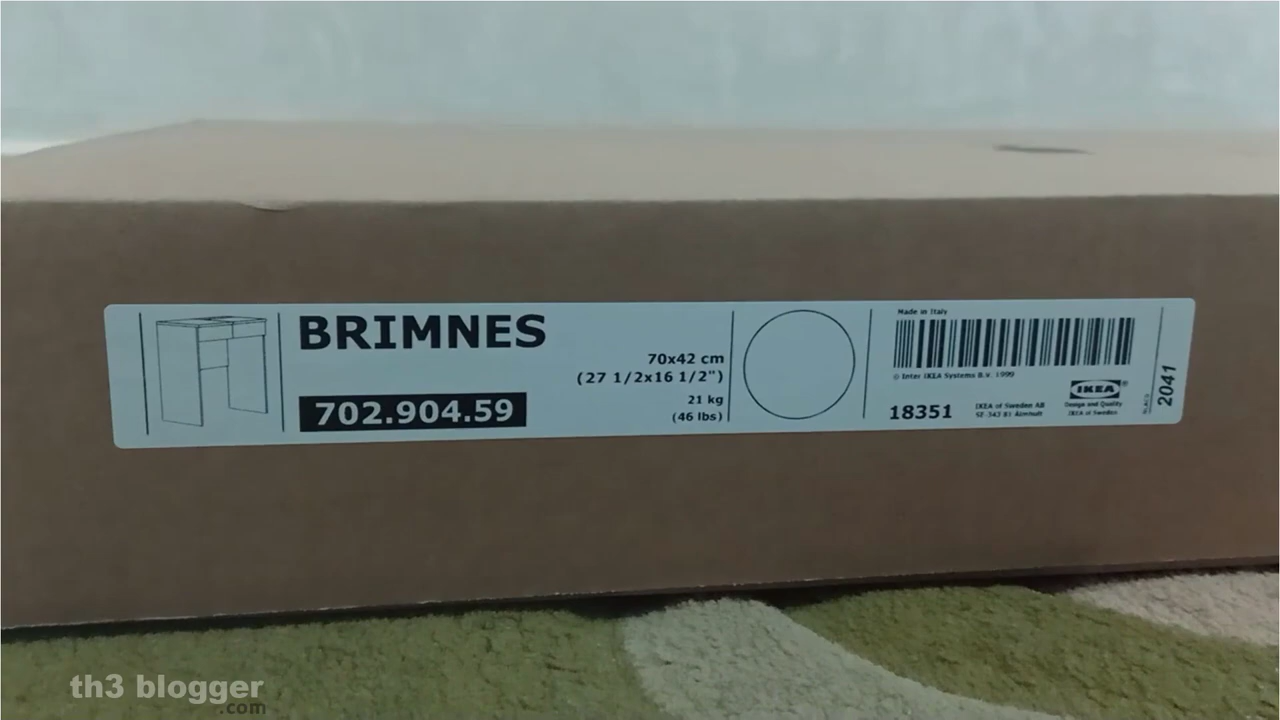 BRIMNES
70x42 cm
(27 1/2x16 1/2")
702.904.59
21 kg
(46 lbs)
Made in Italy
© Inter IKEA Systems B.V. 1999
18351
IKEA of Sweden AB
SE-343 81 Älmhult
IKEA®
Design and Quality
IKEA of Sweden
2041
th3 blogger
.com